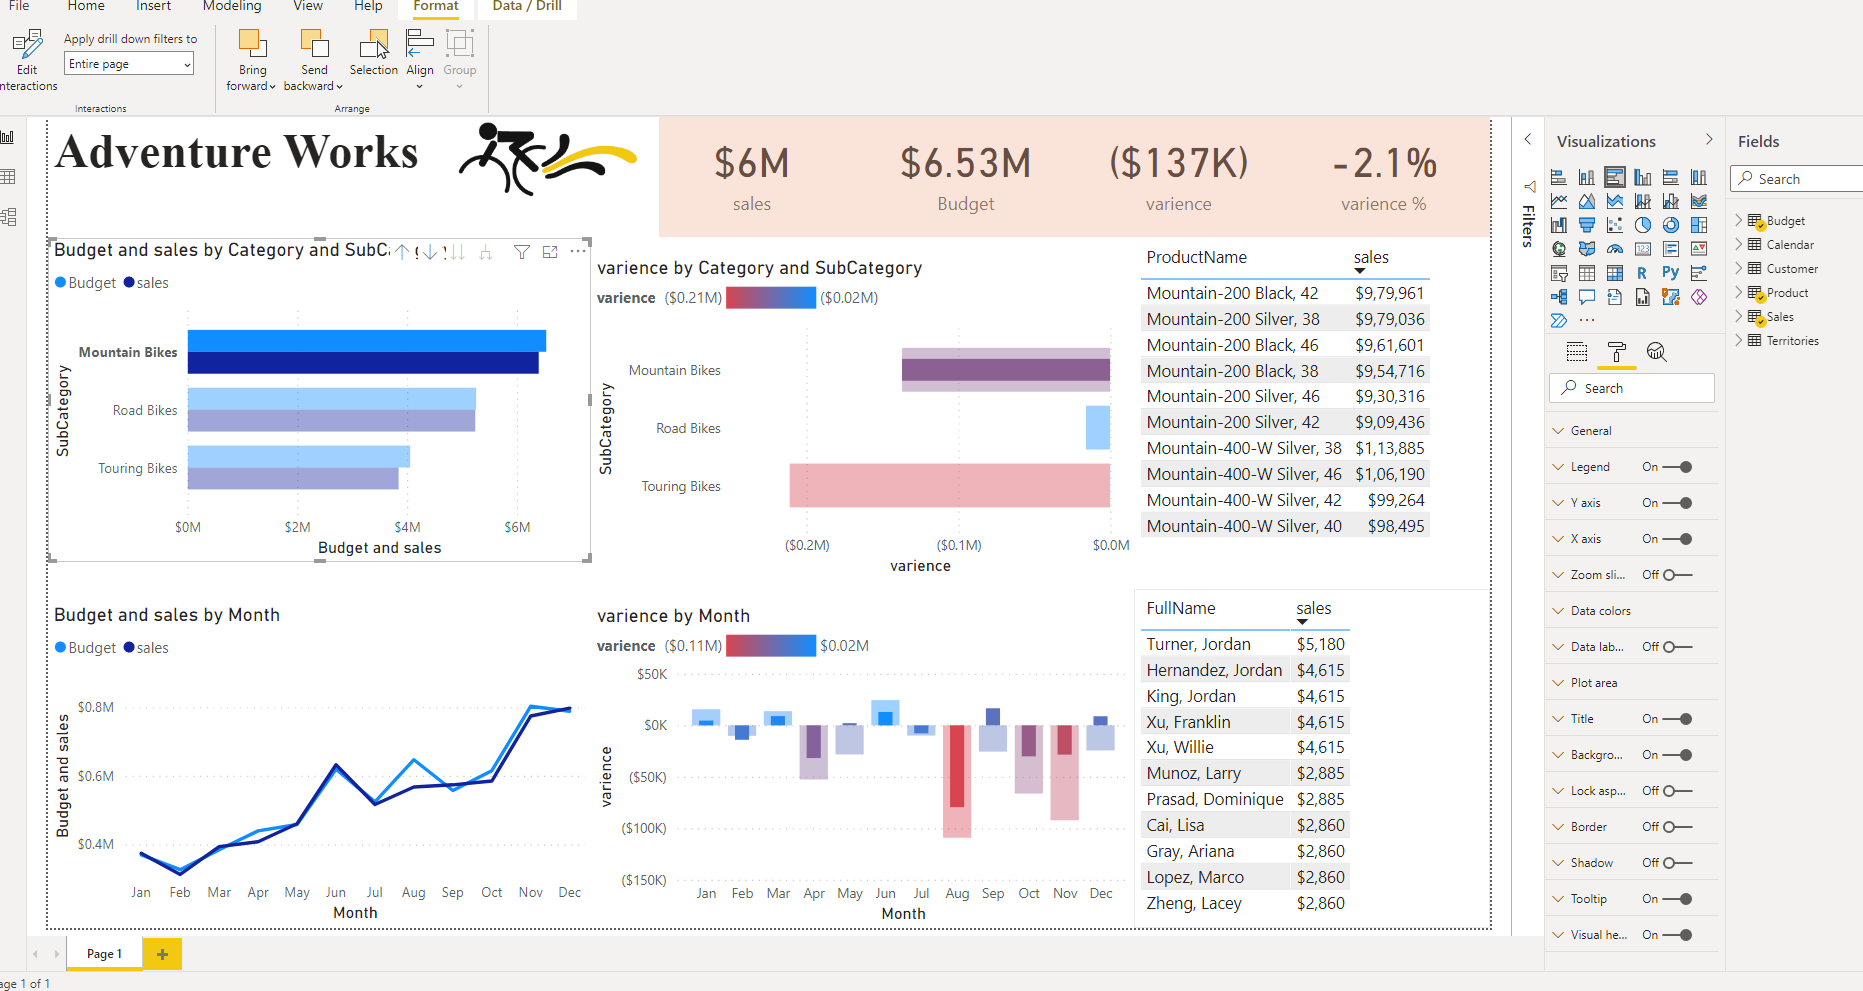 File Home Insert Modeling View Help Format Data / Drill
Apply drill down filters to
Entire page
Edit
nteractions
Bring
forward
Send
backward
Selection
Align
Group
Interactions
Arrange
Adventure Works
$6M
sales
$6.53M
Budget
($137K)
varience
-2.1%
varience %
Budget and sales by Category and SubC
Budget sales
SubCategory
Mountain Bikes
Road Bikes
Touring Bikes
$0M $2M $4M $6M
Budget and sales
varience by Category and SubCategory
varience ($0.21M) ($0.02M)
SubCategory
Mountain Bikes
Road Bikes
Touring Bikes
($0.2M) ($0.1M) $0.0M
varience
ProductName sales
Mountain-200 Black, 42 $9,79,961
Mountain-200 Silver, 38 $9,79,036
Mountain-200 Black, 46 $9,61,601
Mountain-200 Black, 38 $9,54,716
Mountain-200 Silver, 46 $9,30,316
Mountain-200 Silver, 42 $9,09,436
Mountain-400-W Silver, 38 $1,13,885
Mountain-400-W Silver, 46 $1,06,190
Mountain-400-W Silver, 42 $99,264
Mountain-400-W Silver, 40 $98,495
Budget and sales by Month
Budget sales
Budget and sales
$0.8M
$0.6M
$0.4M
Jan Feb Mar Apr May Jun Jul Aug Sep Oct Nov Dec
Month
varience by Month
varience ($0.11M) $0.02M
varience
$50K
$0K
($50K)
($100K)
($150K)
Jan Feb Mar Apr May Jun Jul Aug Sep Oct Nov Dec
Month
FullName sales
Turner, Jordan $5,180
Hernandez, Jordan $4,615
King, Jordan $4,615
Xu, Franklin $4,615
Xu, Willie $4,615
Munoz, Larry $2,885
Prasad, Dominique $2,885
Cai, Lisa $2,860
Gray, Ariana $2,860
Lopez, Marco $2,860
Zheng, Lacey $2,860
Filters
Visualizations
123
R
Py
Search
General
Legend On
Y axis On
X axis On
Zoom sli... Off
Data colors
Data lab... Off
Plot area
Title On
Backgro... On
Lock asp... Off
Border Off
Shadow Off
Tooltip On
Visual he... On
Fields
Search
Budget
Calendar
Customer
Product
Sales
Territories
Page 1
age 1 of 1